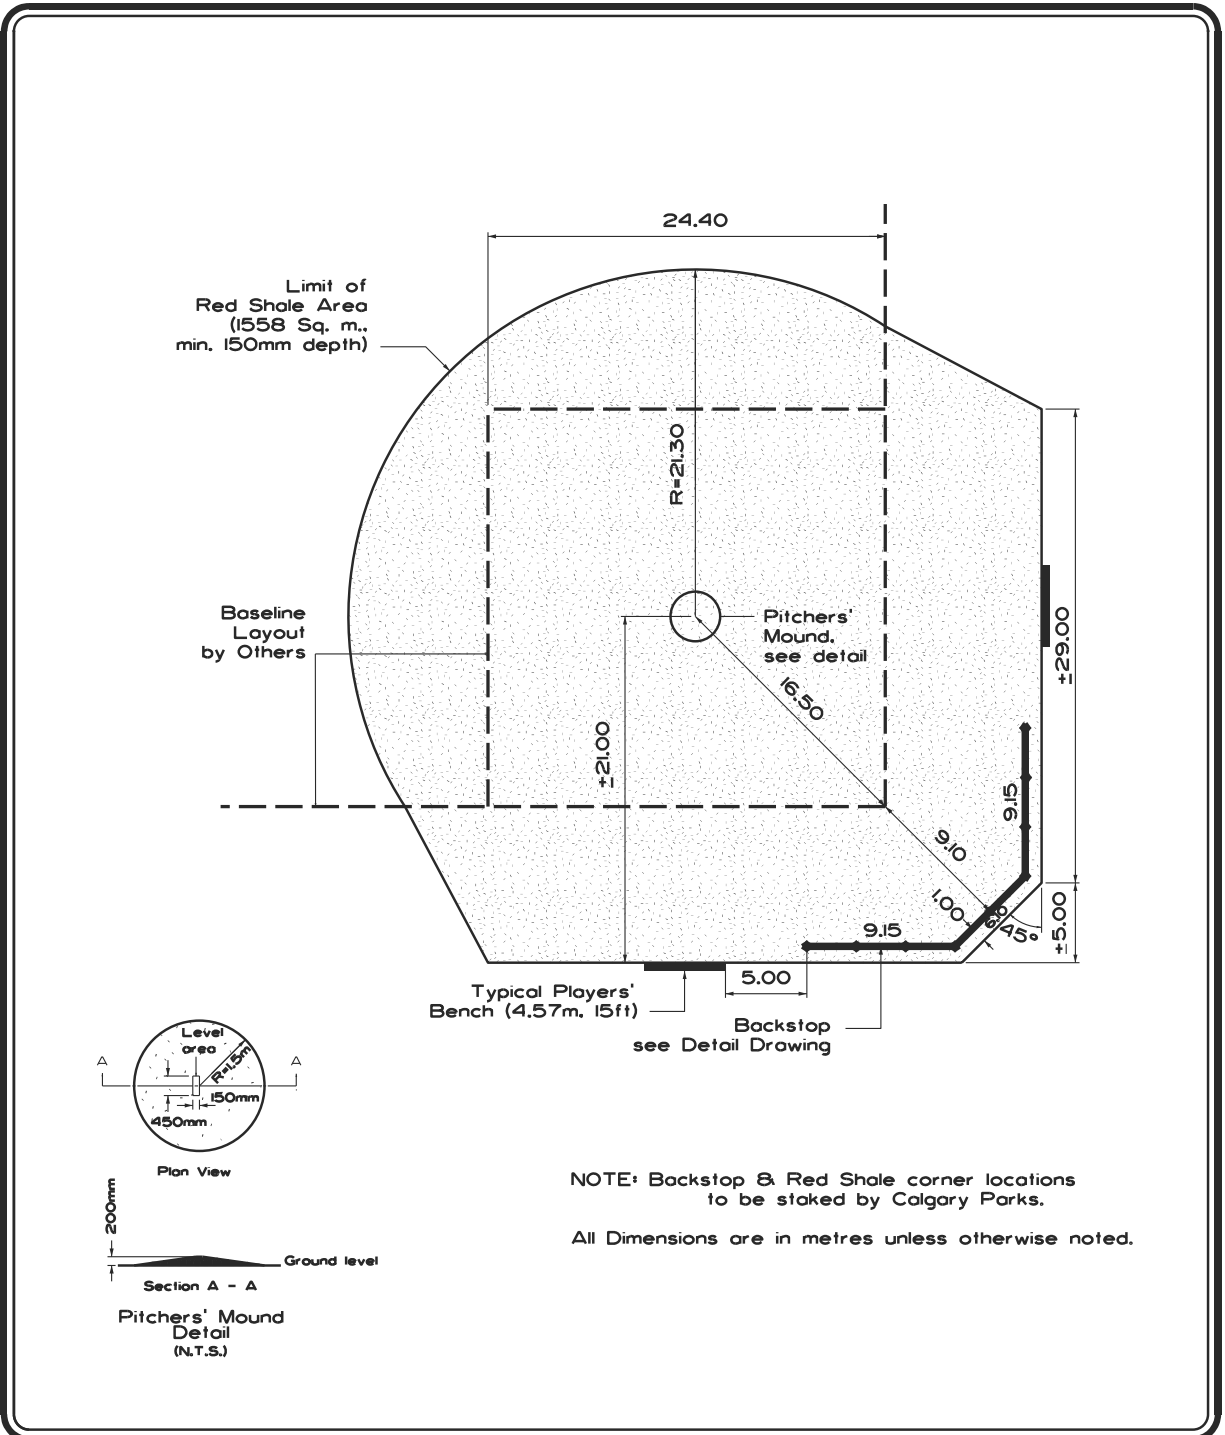 24.40
Limit of
Red Shale Area
(1558 Sq. m.,
min. 150mm depth)
R=21.30
Baseline
Layout
by Others
Pitchers'
Mound,
see detail
±29.00
16.50
±21.00
9.15
9.10
1.00
45°
±5.00
9.15
5.00
Typical Players'
Bench (4.57m, 15ft)
Backstop
see Detail Drawing
Level
area
A
A
R=1.5m
150mm
450mm
Plan View
200mm
Ground level
Section A - A
Pitchers' Mound
Detail
(N.T.S.)
NOTE: Backstop & Red Shale corner locations
to be staked by Calgary Parks.
All Dimensions are in metres unless otherwise noted.